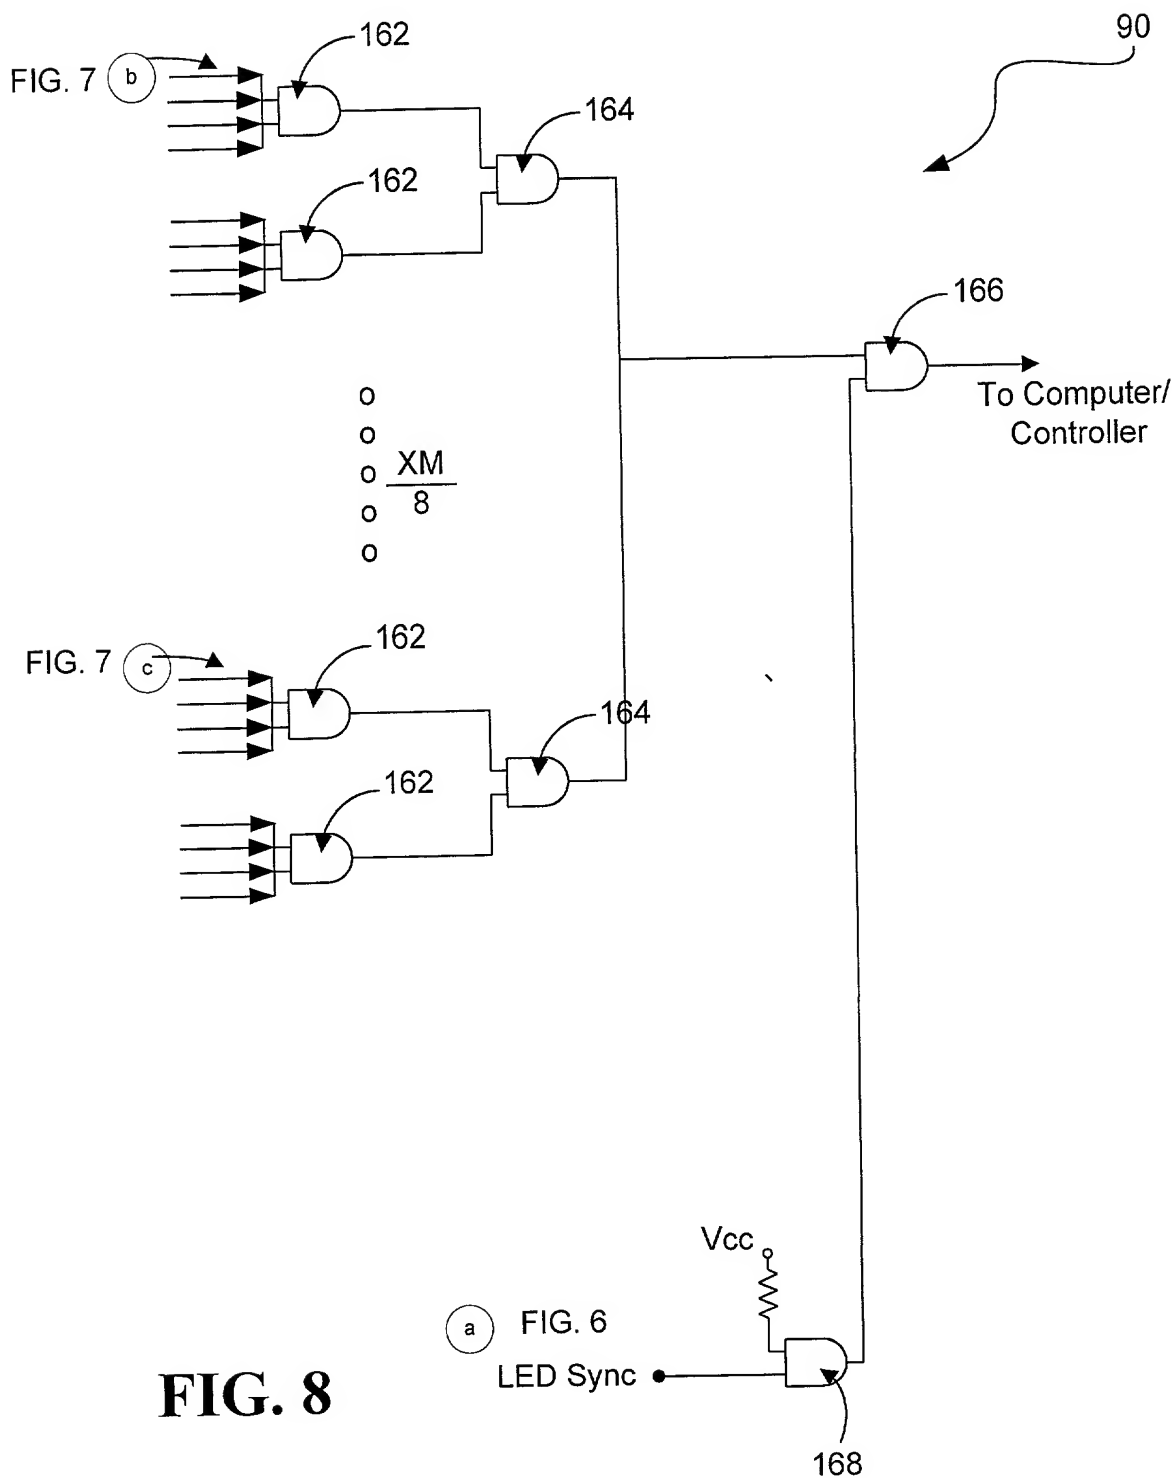 90
162
FIG. 7 b
164
162
166
To Computer/
Controller
o
o
o
o
o
XM
8
FIG. 7 c
162
164
162
Vcc
a FIG. 6
LED Sync
FIG. 8
168